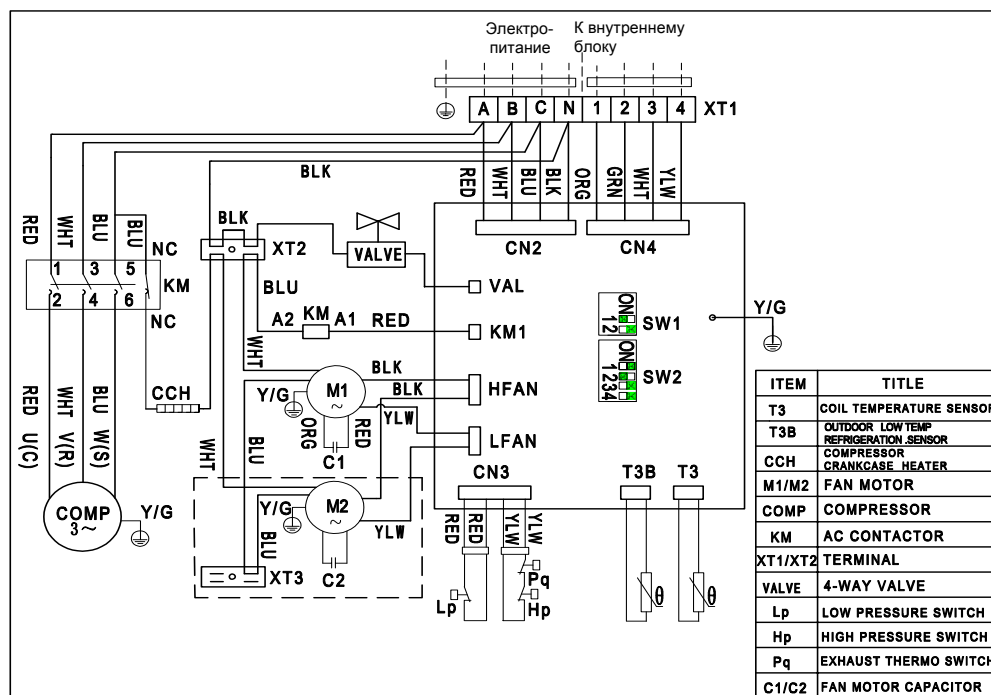 Электро-
питание
К внутреннему
блоку
A B C N 1 2 3 4 XT1
BLK
RED
WHT
BLU
BLK
ORG
GRN
WHT
YLW
RED
WHT
BLU
BLU
NC
1 3 5
KM
2 4 6
NC
BLK
XT2
VALVE
CN2
CN4
VAL
BLU
A2 KM A1 RED
KM1
ON
12
SW1
ON
1234
SW2
Y/G
WHT
BLK
BLK
HFAN
Y/G
M1
~
YLW
LFAN
ORG
RED
C1
CCH
RED U(C)
WHT V(R)
BLU W(S)
WHT
BLU
COMP
3~
Y/G
Y/G
M2
~
YLW
BLU
XT3
C2
CN3
T3B
T3
RED
RED
YLW
YLW
Lp
Pq
Hp
θ
θ
ITEM TITLE
T3 COIL TEMPERATURE SENSOR
T3B OUTDOOR LOW TEMP
REFRIGERATION .SENSOR
CCH COMPRESSOR
CRANKCASE HEATER
M1/M2 FAN MOTOR
COMP COMPRESSOR
KM AC CONTACTOR
XT1/XT2 TERMINAL
VALVE 4-WAY VALVE
Lp LOW PRESSURE SWITCH
Hp HIGH PRESSURE SWITCH
Pq EXHAUST THERMO SWITCH
C1/C2 FAN MOTOR CAPACITOR